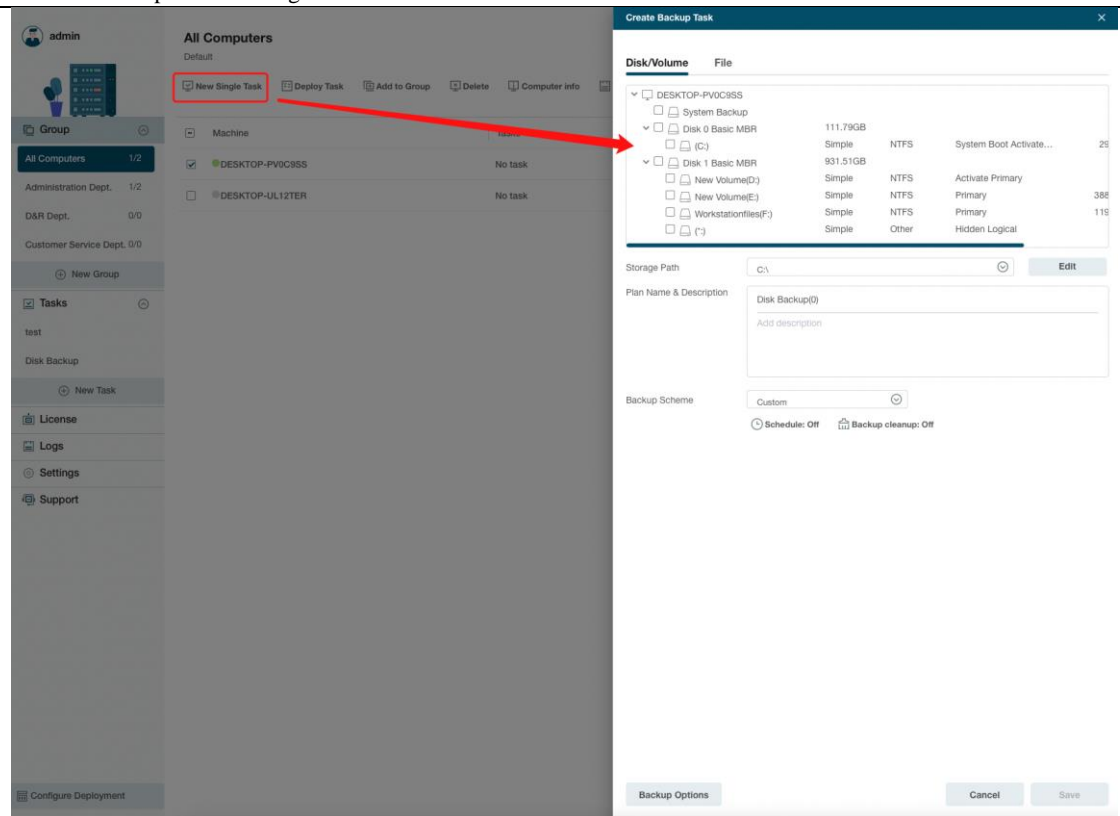 admin
Group
All Computers 1/2
Administration Dept. 1/2
D&R Dept. 0/0
Customer Service Dept. 0/0
New Group
Tasks
test
Disk Backup
New Task
License
Logs
Settings
Support
Configure Deployment
All Computers
Default
New Single Task Deploy Task Add to Group Delete Computer info
Machine
DESKTOP-PV0C9SS No task
DESKTOP-UL12TER No task
Create Backup Task
Disk/Volume File
DESKTOP-PV0C9SS
System Backup
Disk 0 Basic MBR 111.79GB
(C:) Simple NTFS System Boot Activate... 29
Disk 1 Basic MBR 931.51GB
New Volume(D:) Simple NTFS Activate Primary
New Volume(E:) Simple NTFS Primary 388
Workstationfiles(F:) Simple NTFS Primary 119
(*:) Simple Other Hidden Logical
Storage Path C:\ Edit
Plan Name & Description Disk Backup(0)
Add description
Backup Scheme Custom
Schedule: Off Backup cleanup: Off
Backup Options Cancel Save